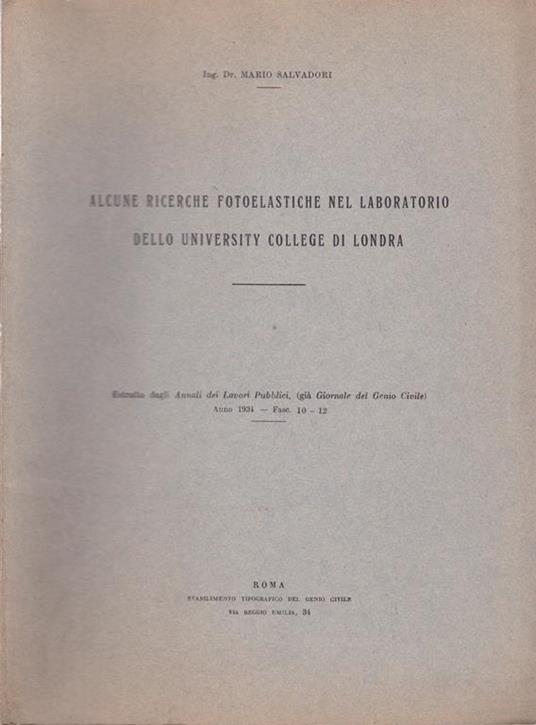 Ing. Dr. MARIO SALVADORI
ALCUNE RICERCHE FOTOELASTICHE NEL LABORATORIO
DELLO UNIVERSITY COLLEGE DI LONDRA
Estratto dagli Annali dei Lavori Pubblici, (già Giornale del Genio Civile)
Anno 1934 — Fasc. 10 - 12
ROMA
STABILIMENTO TIPOGRAFICO DEL GENIO CIVILE
VIA REGGIO EMILIA, 34